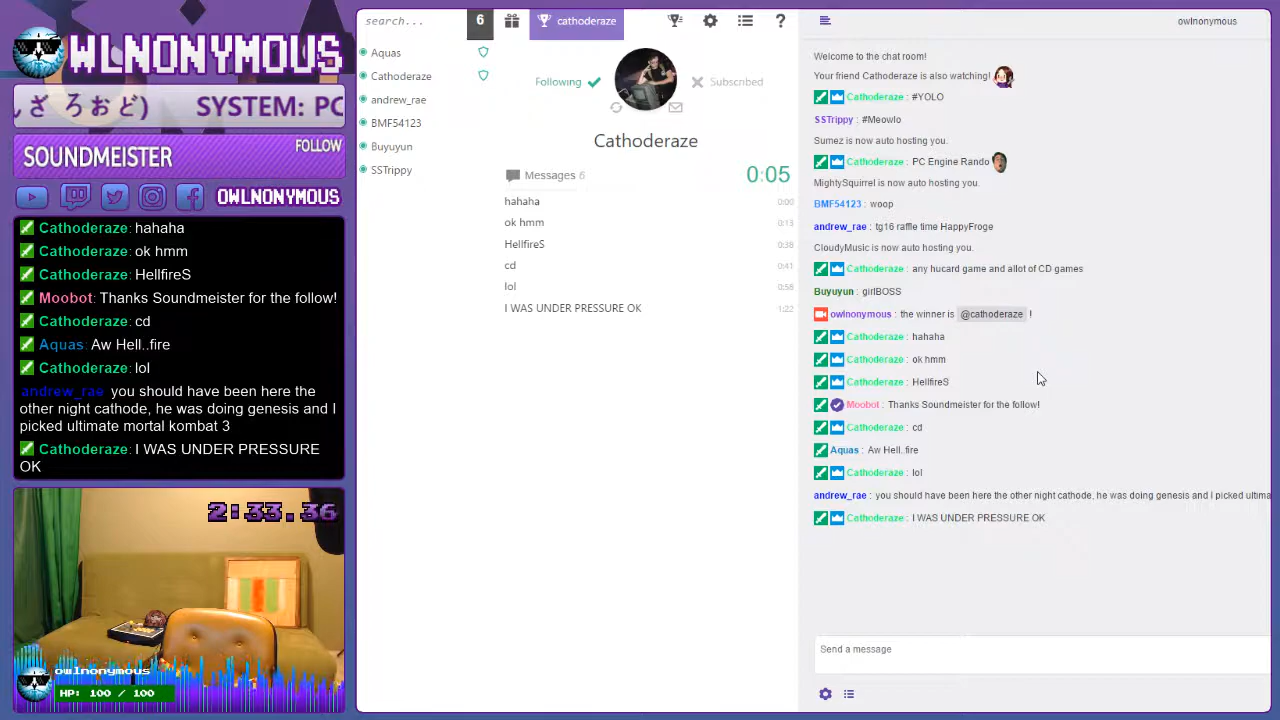 WLNONYMOUS
ざ ろぉど) SYSTEM: PC
SOUNDMEISTER
FOLLOW
OWLNONYMOUS
Cathoderaze: hahaha
Cathoderaze: ok hmm
Cathoderaze: HellfireS
Moobot: Thanks Soundmeister for the follow!
Cathoderaze: cd
Aquas: Aw Hell..fire
Cathoderaze: lol
andrew_rae you should have been here the
other night cathode, he was doing genesis and I
picked ultimate mortal kombat 3
Cathoderaze: I WAS UNDER PRESSURE
OK
2:33.36
owlnonymous
HP: 100 / 100
search...
6
cathoderaze
?
Aquas
Cathoderaze
andrew_rae
BMF54123
Buyuyun
SSTrippy
Following
Subscribed
Cathoderaze
Messages 6
0:05
hahaha 0:00
ok hmm 0:13
HellfireS 0:38
cd 0:41
lol 0:58
I WAS UNDER PRESSURE OK 1:22
owlnonymous
Welcome to the chat room!
Your friend Cathoderaze is also watching!
Cathoderaze: #YOLO
SSTrippy: #Meowlo
Sumez is now auto hosting you.
Cathoderaze: PC Engine Rando
MightySquirrel is now auto hosting you.
BMF54123: woop
andrew_rae: tg16 raffle time HappyFroge
CloudyMusic is now auto hosting you.
Cathoderaze: any hucard game and allot of CD games
Buyuyun: girlBOSS
owlnonymous: the winner is @cathoderaze !
Cathoderaze: hahaha
Cathoderaze: ok hmm
Cathoderaze: HellfireS
Moobot: Thanks Soundmeister for the follow!
Cathoderaze: cd
Aquas: Aw Hell..fire
Cathoderaze: lol
andrew_rae: you should have been here the other night cathode, he was doing genesis and I picked ultima
Cathoderaze: I WAS UNDER PRESSURE OK
Send a message